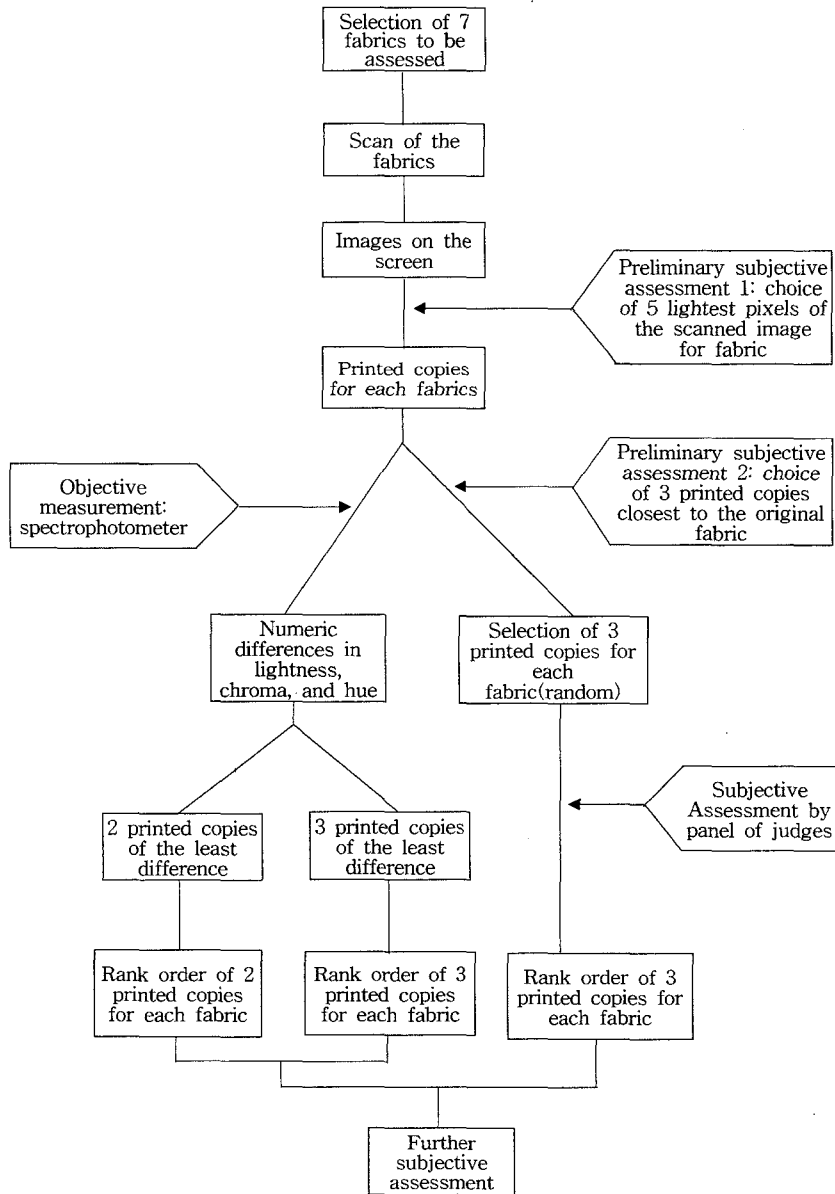 Selection of 7
fabrics to be
assessed
Scan of the
fabrics
Images on the
screen
Preliminary subjective
assessment 1: choice
of 5 lightest pixels of
the scanned image
for fabric
Printed copies
for each fabrics
Objective
measurement:
spectrophotometer
Preliminary subjective
assessment 2: choice
of 3 printed copies
closest to the original
fabric
Numeric
differences in
lightness,
chroma, and hue
Selection of 3
printed copies for
each
fabric(random)
2 printed copies
of the least
difference
3 printed copies
of the least
difference
Subjective
Assessment by
panel of judges
Rank order of 2
printed copies
for each fabric
Rank order of 3
printed copies
for each fabric
Rank order of 3
printed copies for
each fabric
Further
subjective
assessment